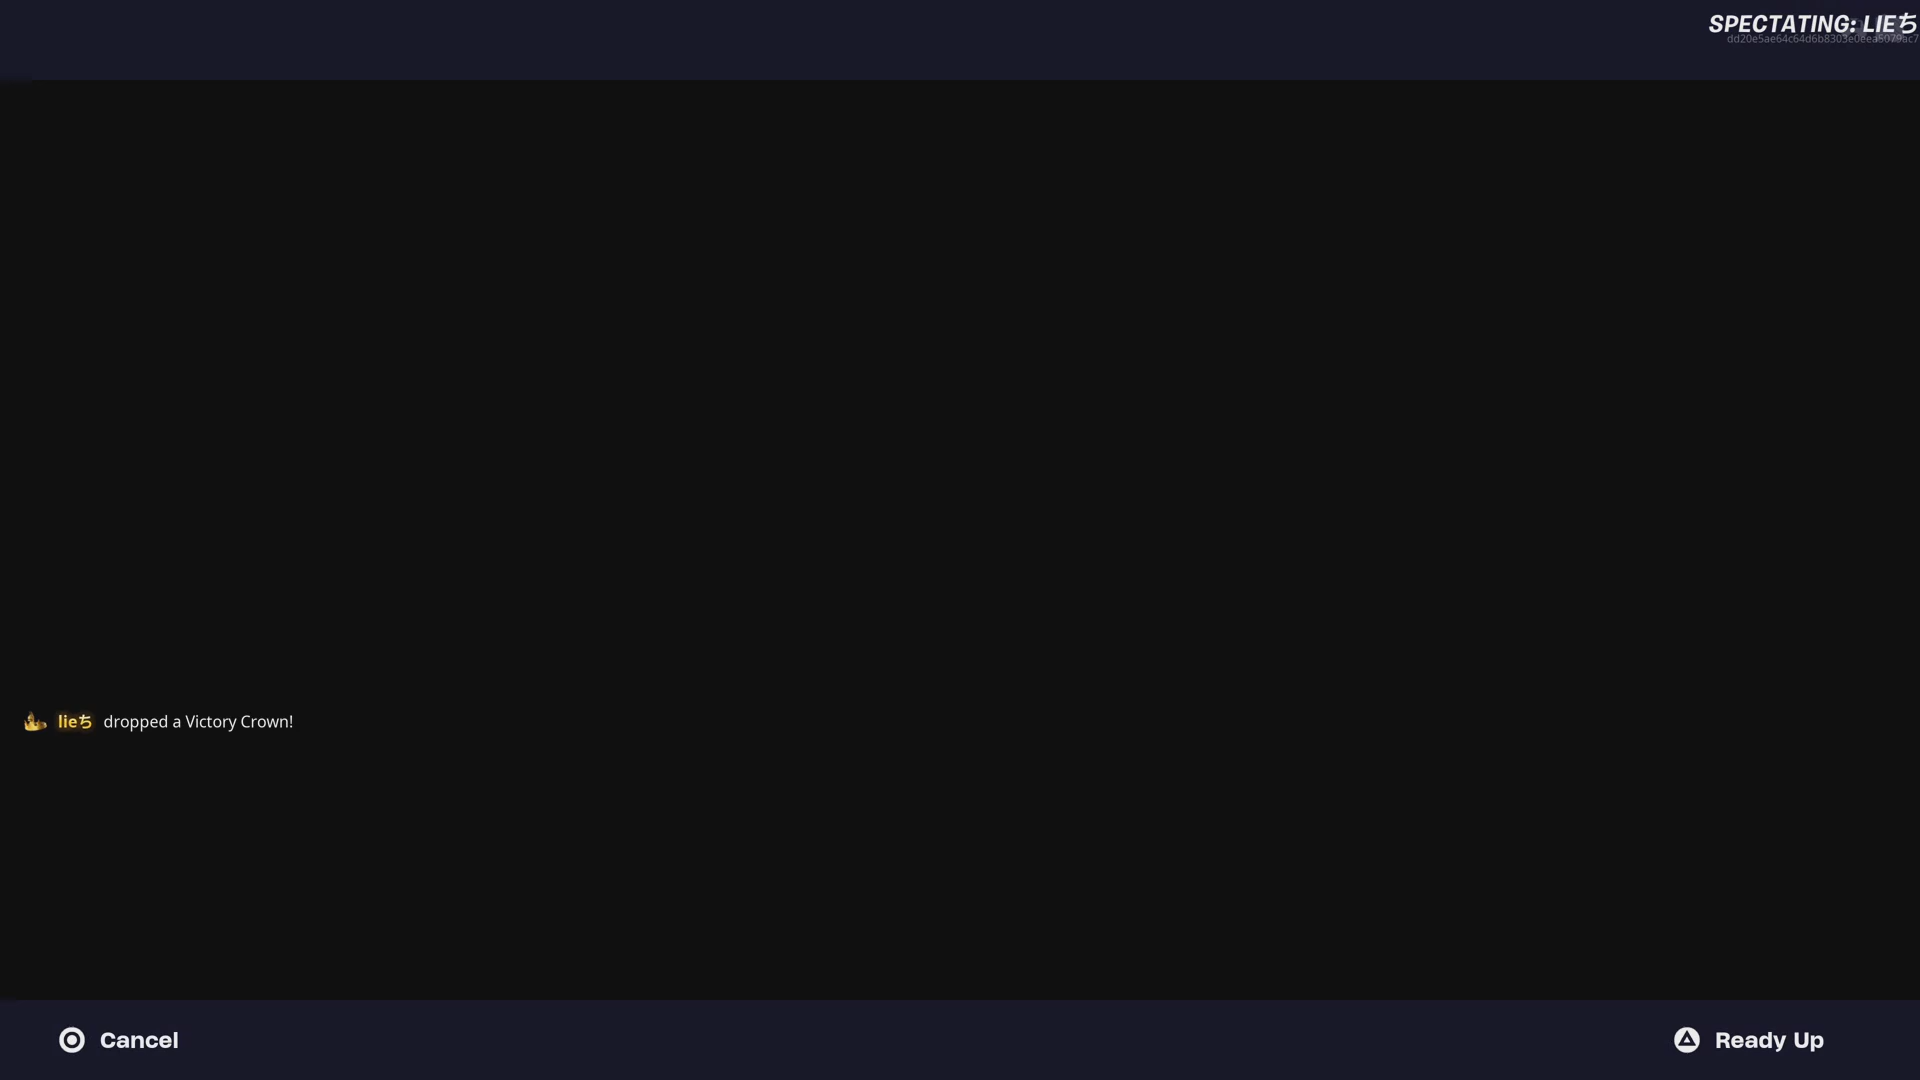 SPECTATING: LIEち
lieち dropped a Victory Crown!
Cancel
Ready Up